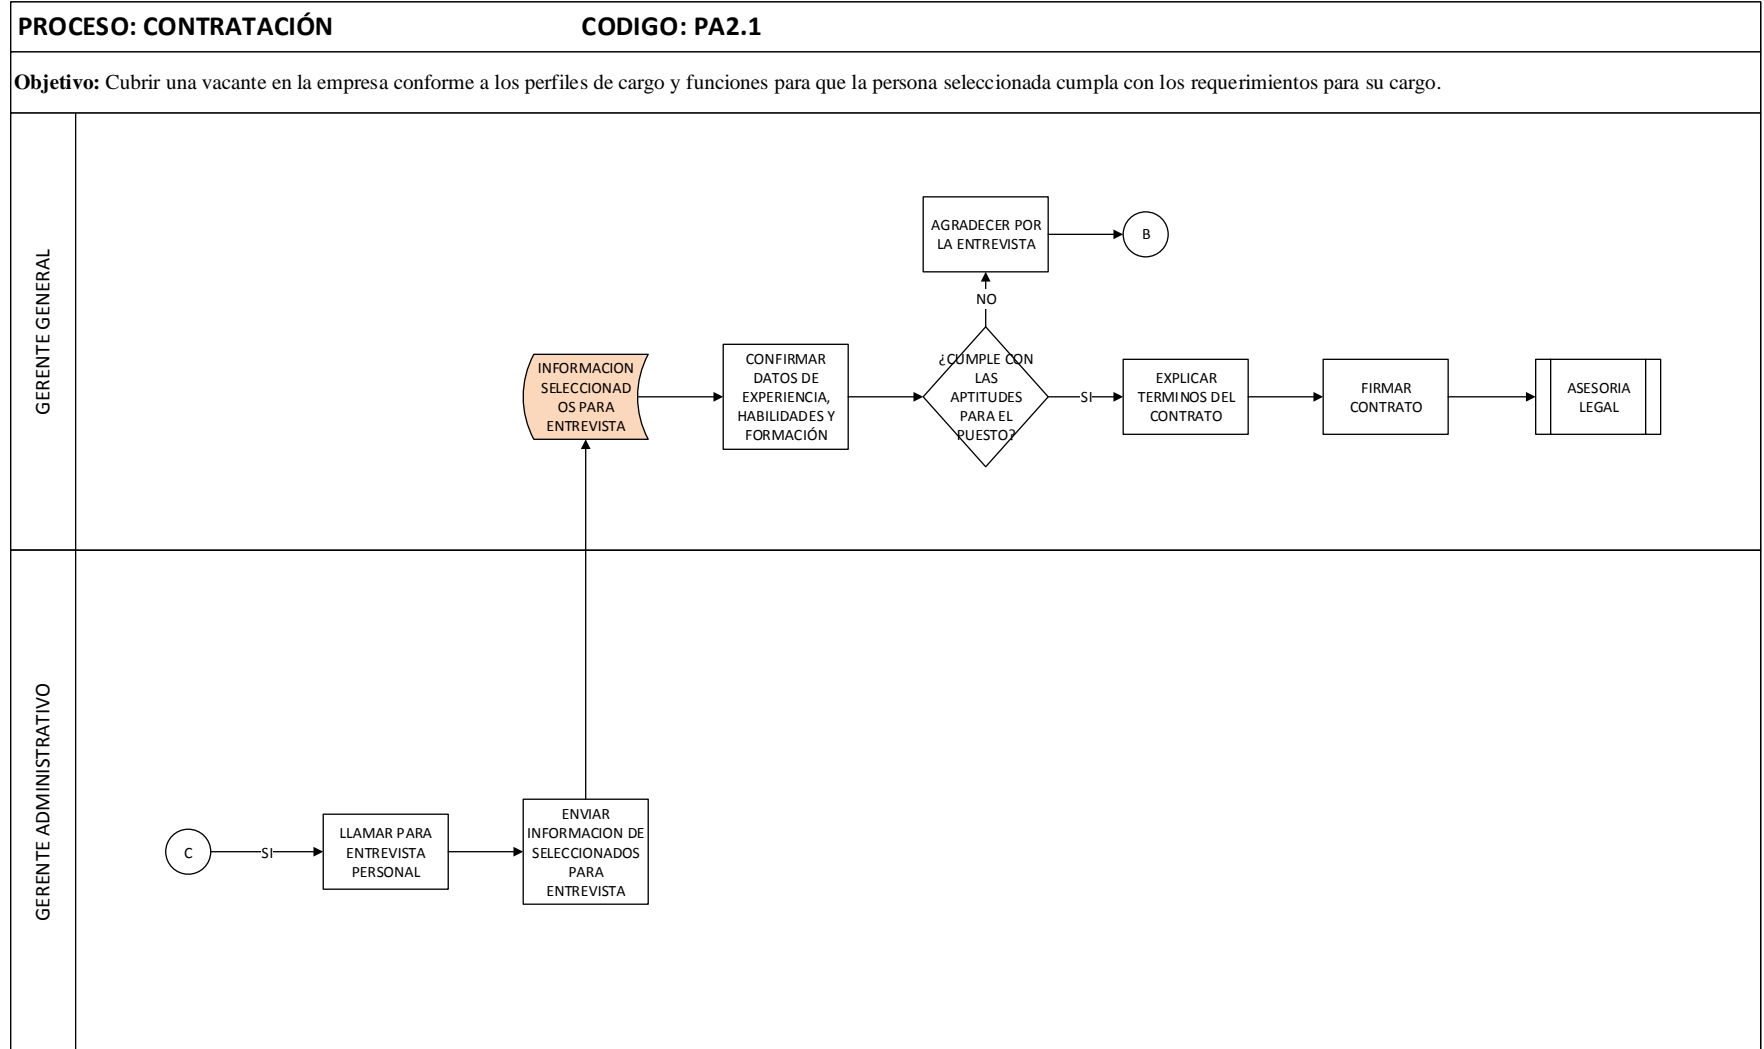 PROCESO: CONTRATACIÓN CODIGO: PA2.1
Objetivo: Cubrir una vacante en la empresa conforme a los perfiles de cargo y funciones para que la persona seleccionada cumpla con los requerimientos para su cargo.
GERENTE GENERAL
AGRADECER POR
LA ENTREVISTA
B
NO
INFORMACION
SELECCIONAD
OS PARA
ENTREVISTA
CONFIRMAR
DATOS DE
EXPERIENCIA,
HABILIDADES Y
FORMACIÓN
¿CUMPLE CON
LAS
APTITUDES
PARA EL
PUESTO?
SI
EXPLICAR
TERMINOS DEL
CONTRATO
FIRMAR
CONTRATO
ASESORIA
LEGAL
GERENTE ADMINISTRATIVO
C
SI
LLAMAR PARA
ENTREVISTA
PERSONAL
ENVIAR
INFORMACION DE
SELECCIONADOS
PARA
ENTREVISTA